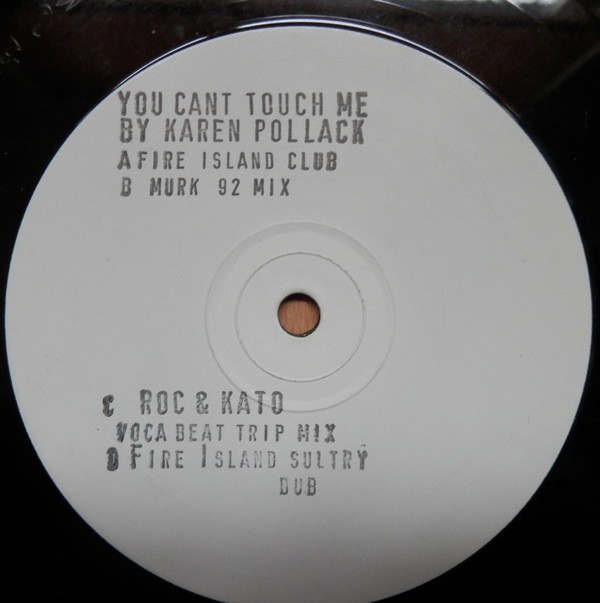 YOU CANT TOUCH ME
BY KAREN POLLACK
A FIRE ISLAND CLUB
B MURK 92 MIX
C ROC & KATO
VOCA BEAT TRIP MIX
D FIRE ISLAND SULTRY
DUB